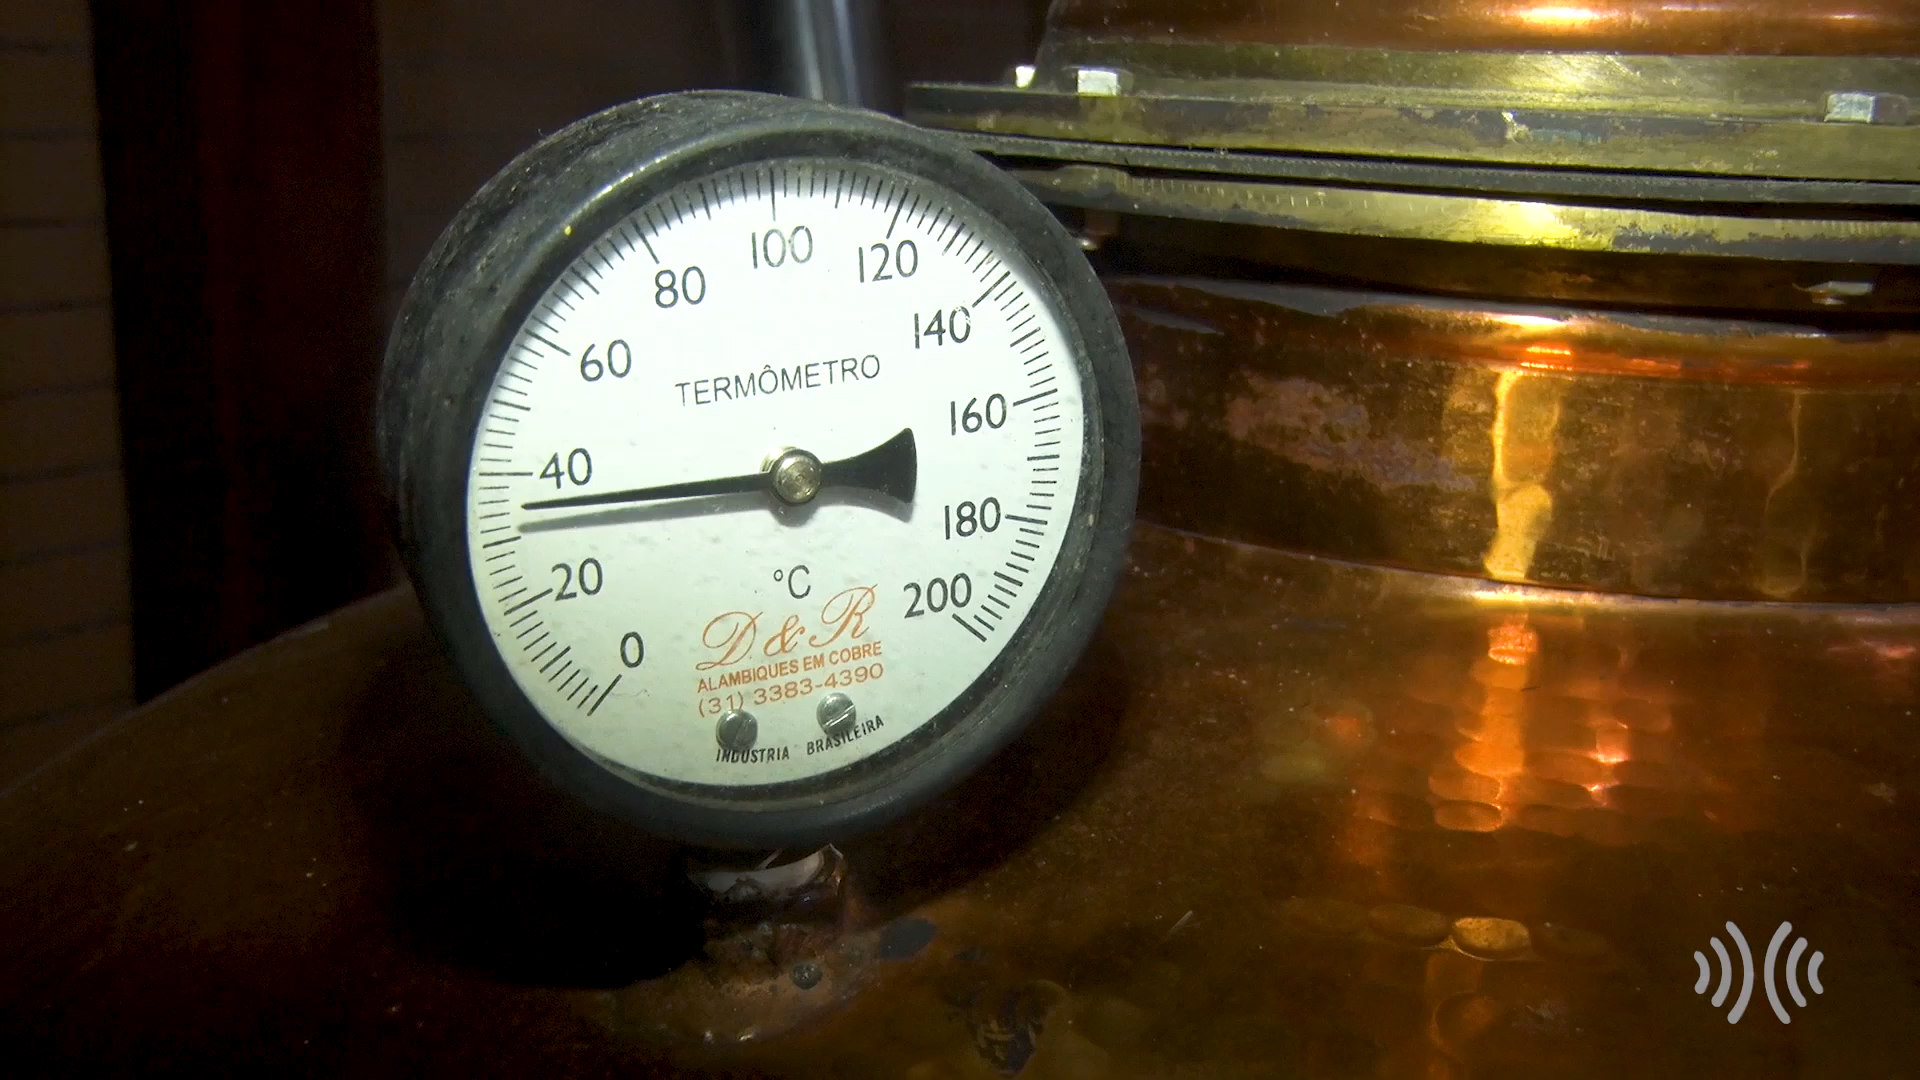 0
20
40
60
80
100
120
140
160
180
200
TERMÔMETRO
°C
D & R
ALAMBIQUES EM COBRE
(31) 3383-4390
INDÚSTRIA BRASILEIRA